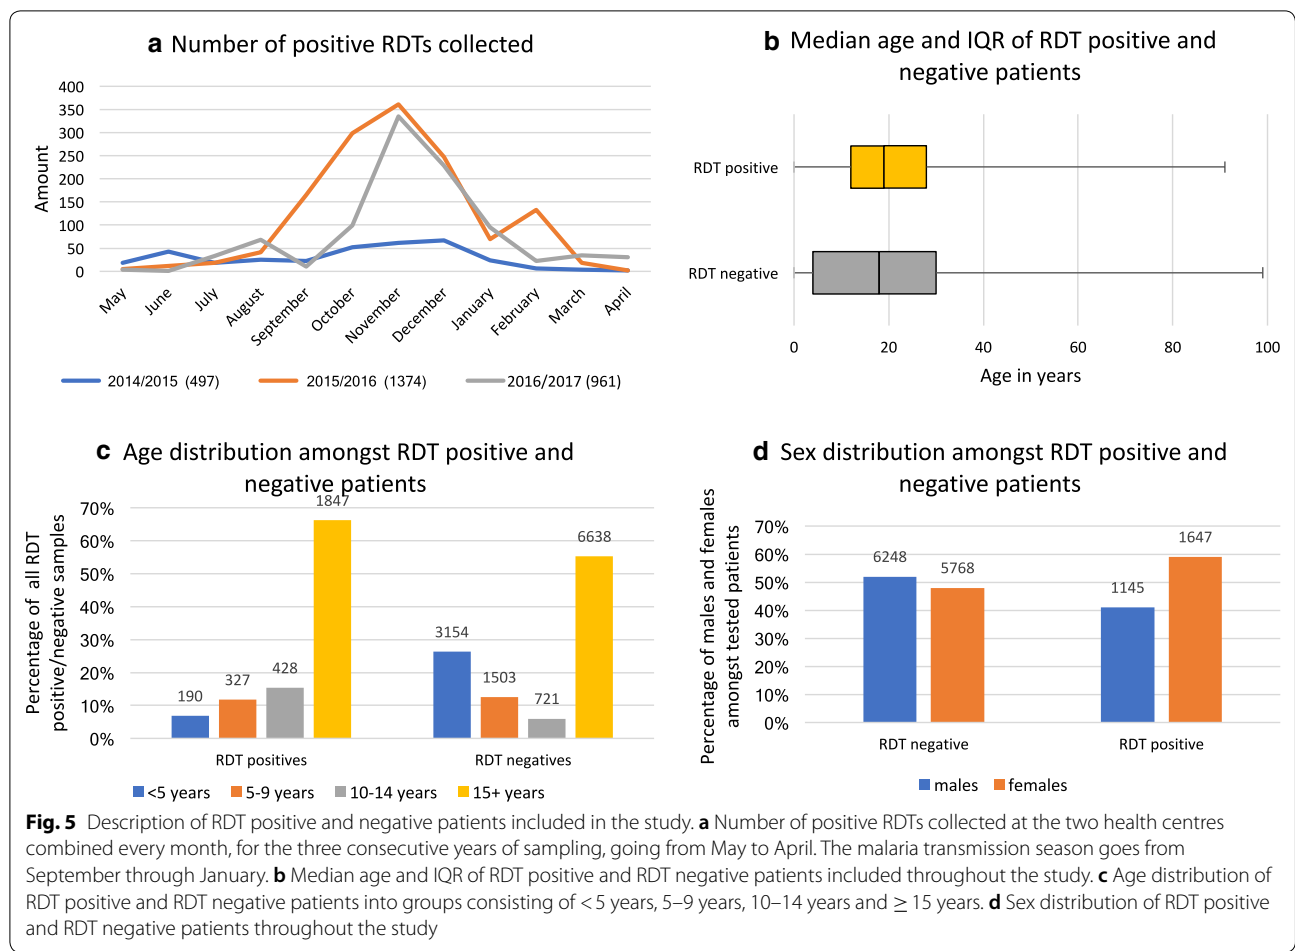 a Number of positive RDTs collected
400
350
300
250
200
150
100
50
0
Amount
May
June
July
August
September
October
November
December
January
February
March
April
2014/2015 (497)
2015/2016 (1374)
2016/2017 (961)
b Median age and IQR of RDT positive and
negative patients
RDT positive
RDT negative
0
20
40
60
80
100
Age in years
c Age distribution amongst RDT positive and
negative patients
Percentage of all RDT
positive/negative samples
70%
60%
50%
40%
30%
20%
10%
0%
190
327
428
1847
3154
1503
721
6638
RDT positives
RDT negatives
<5 years
5-9 years
10-14 years
15+ years
d Sex distribution amongst RDT positive and
negative patients
Percentage of males and females
amongst tested patients
70%
60%
50%
40%
30%
20%
10%
0%
6248
5768
1145
1647
RDT negative
RDT positive
males
females
Fig. 5 Description of RDT positive and negative patients included in the study. a Number of positive RDTs collected at the two health centres
combined every month, for the three consecutive years of sampling, going from May to April. The malaria transmission season goes from
September through January. b Median age and IQR of RDT positive and RDT negative patients included throughout the study. c Age distribution of
RDT positive and RDT negative patients into groups consisting of < 5 years, 5–9 years, 10–14 years and ≥ 15 years. d Sex distribution of RDT positive
and RDT negative patients throughout the study